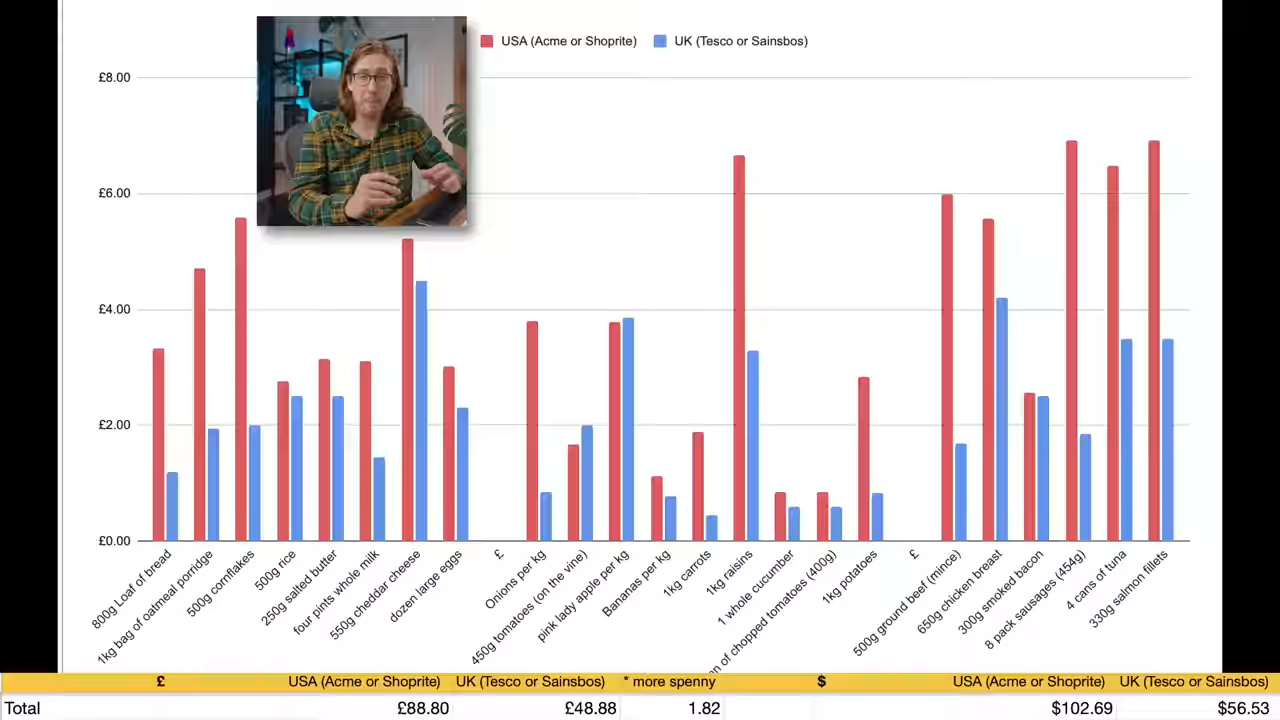 USA (Acme or Shoprite) UK (Tesco or Sainsbos)
£8.00
£6.00
£4.00
£2.00
£0.00
800g Loaf of bread
1kg bag of oatmeal porridge
500g cornflakes
500g rice
250g salted butter
four pints whole milk
550g cheddar cheese
dozen large eggs
£
Onions per kg
450g tomatoes (on the vine)
pink lady apple per kg
Bananas per kg
1kg carrots
1kg raisins
1 whole cucumber
of chopped tomatoes (400g)
1kg potatoes
£
500g ground beef (mince)
650g chicken breast
300g smoked bacon
8 pack sausages (454g)
4 cans of tuna
330g salmon fillets
£ USA (Acme or Shoprite) UK (Tesco or Sainsbos) * more spenny $ USA (Acme or Shoprite) UK (Tesco or Sainsbos)
Total £88.80 £48.88 1.82 $102.69 $56.53